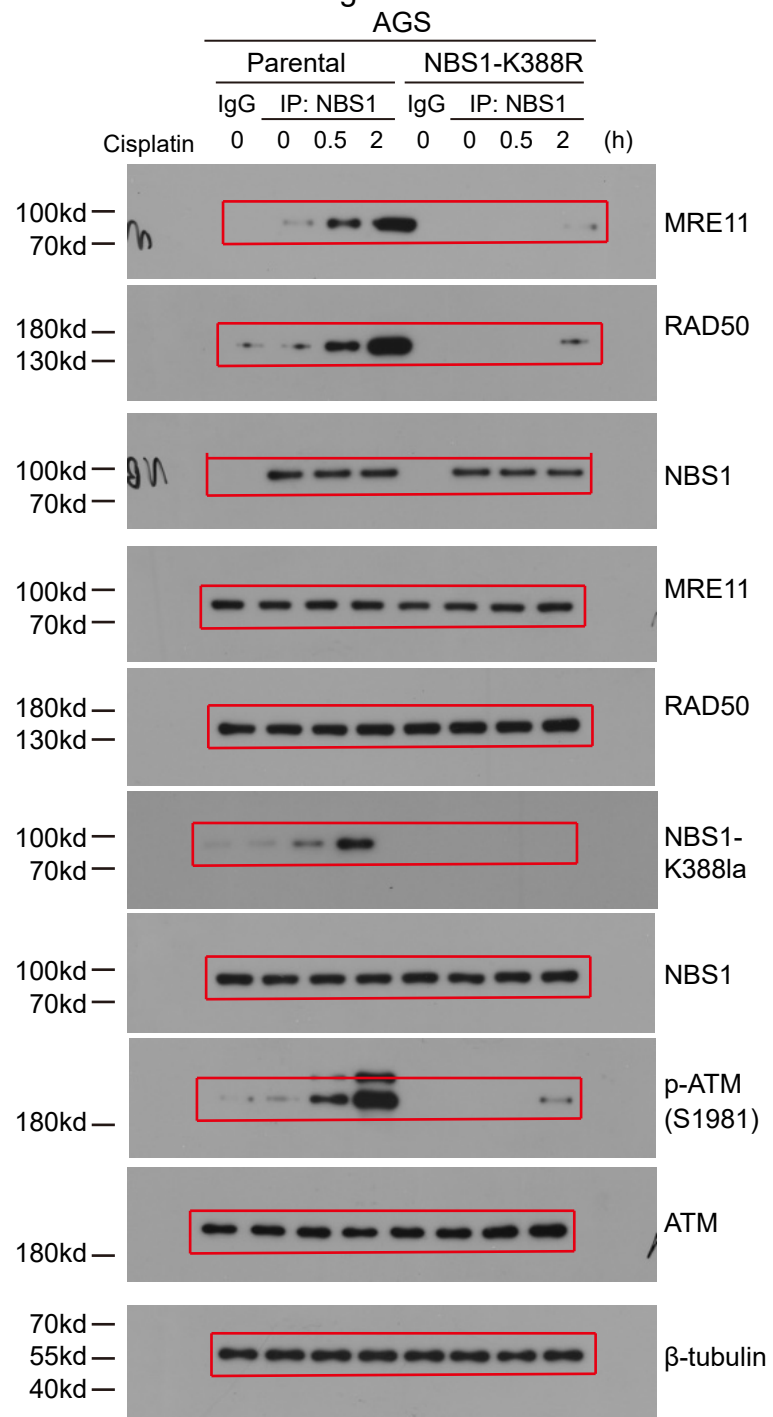 AGS
Parental NBS1-K388R
IgG IP: NBS1 IgG IP: NBS1
Cisplatin 0 0 0.5 2 0 0 0.5 2 (h)
100kd
70kd
MRE11
180kd
130kd
RAD50
100kd
70kd
NBS1
100kd
70kd
MRE11
180kd
130kd
RAD50
100kd
70kd
NBS1-
K388la
100kd
70kd
NBS1
180kd
p-ATM
(S1981)
180kd
ATM
70kd
55kd
40kd
β-tubulin